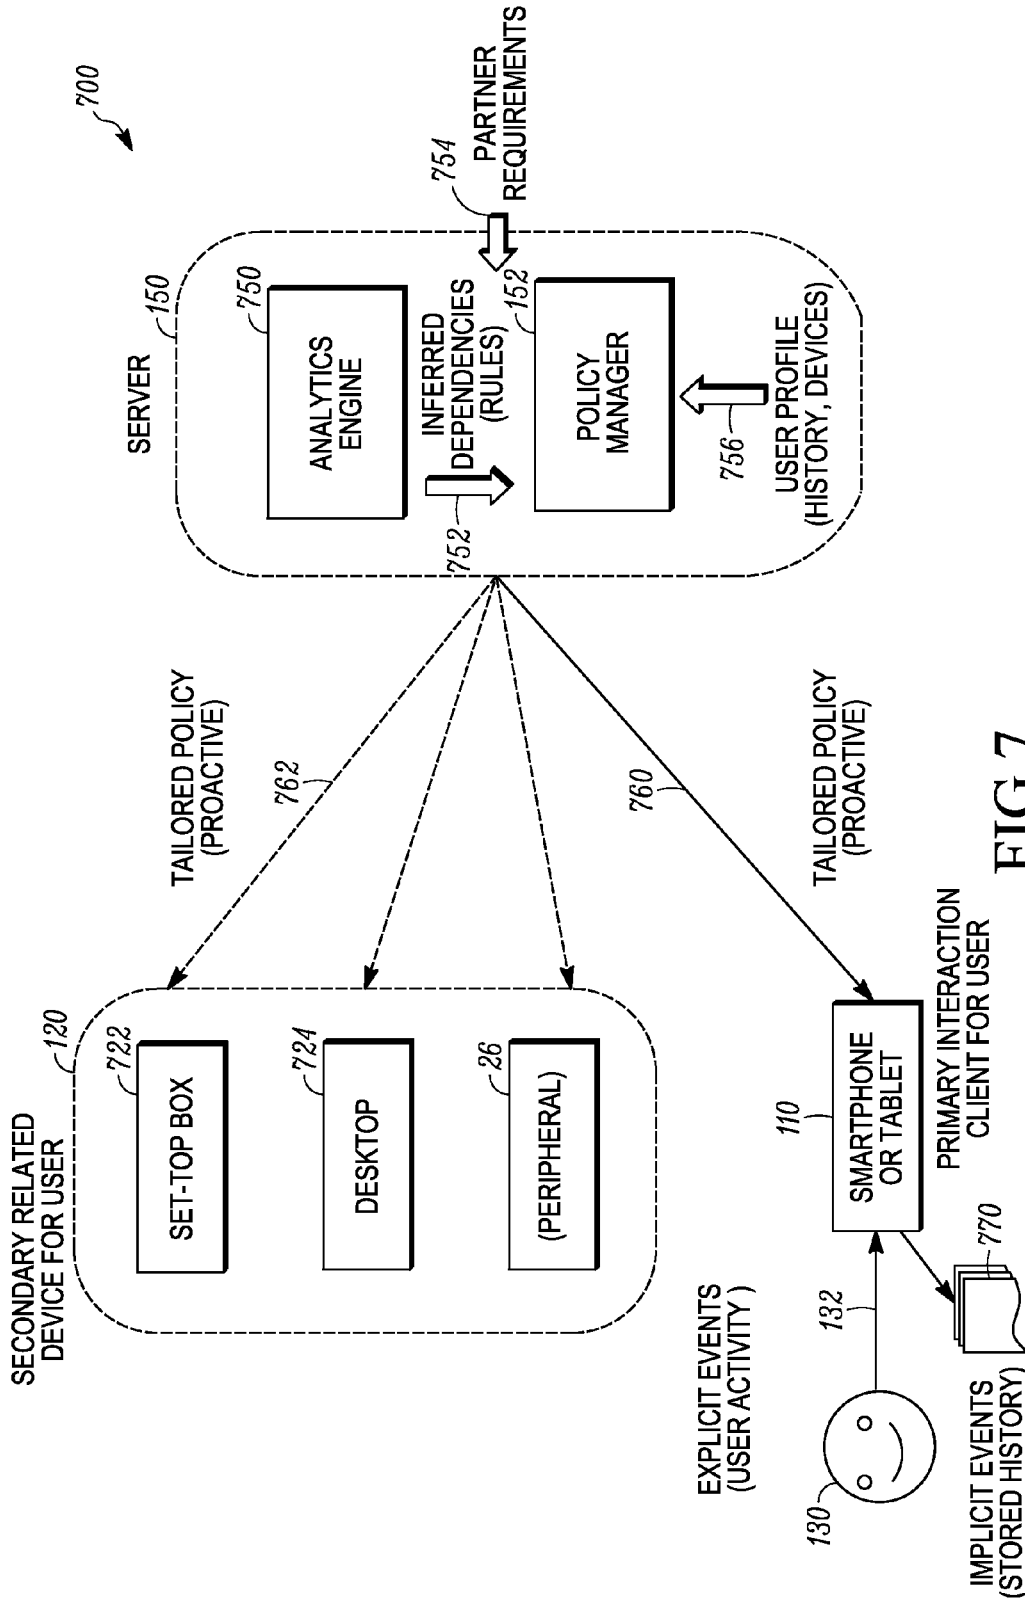 700
SECONDARY RELATED
DEVICE FOR USER
120
SET-TOP BOX
722
DESKTOP
724
(PERIPHERAL)
26
TAILORED POLICY
(PROACTIVE)
762
SERVER
150
ANALYTICS
ENGINE
750
INFERRED
DEPENDENCIES
(RULES)
752
PARTNER
REQUIREMENTS
754
POLICY
MANAGER
152
756
USER PROFILE
(HISTORY, DEVICES)
760
TAILORED POLICY
(PROACTIVE)
EXPLICIT EVENTS
(USER ACTIVITY )
130
132
SMARTPHONE
OR TABLET
110
PRIMARY INTERACTION
CLIENT FOR USER
770
IMPLICIT EVENTS
(STORED HISTORY)
FIG.7